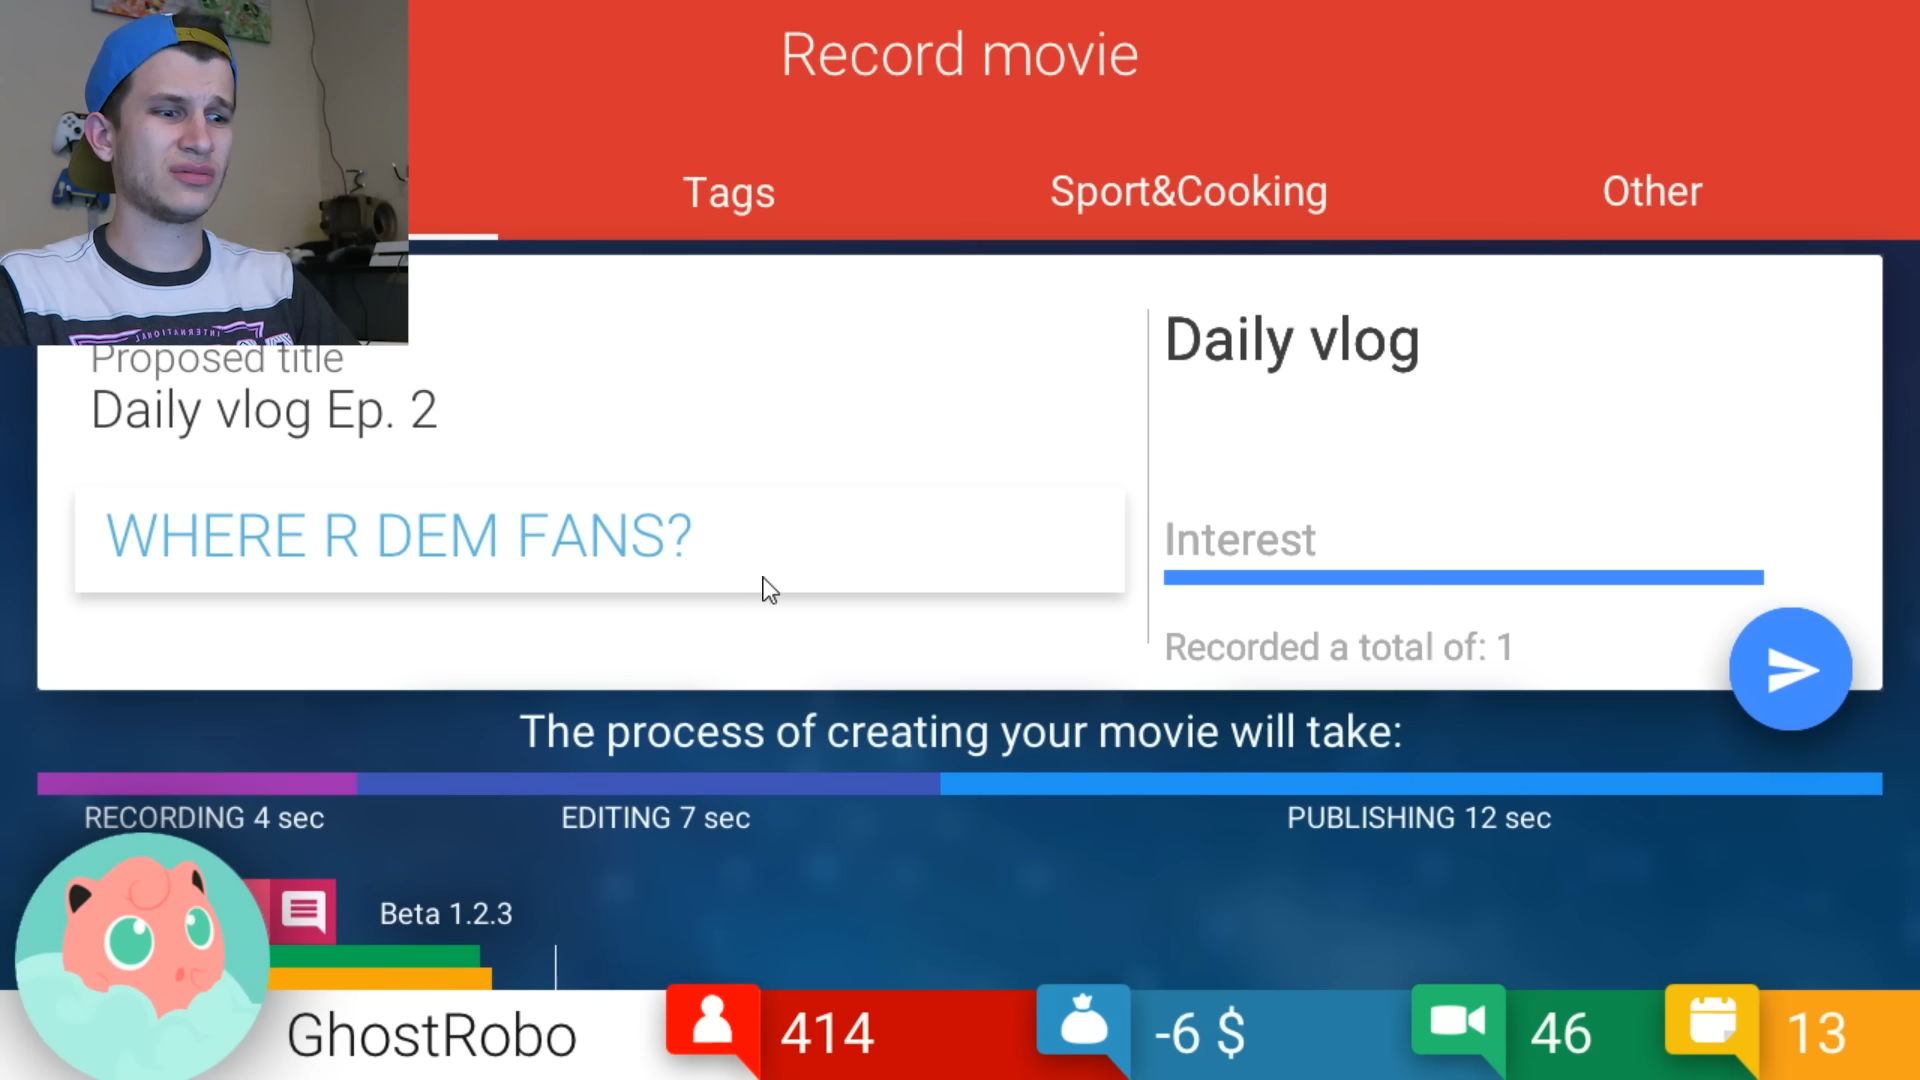 Record movie
Tags
Sport&Cooking
Other
Proposed title
Daily vlog Ep. 2
WHERE R DEM FANS?
Daily vlog
Interest
Recorded a total of: 1
The process of creating your movie will take:
RECORDING 4 sec
EDITING 7 sec
PUBLISHING 12 sec
Beta 1.2.3
GhostRobo
414
-6 $
46
13